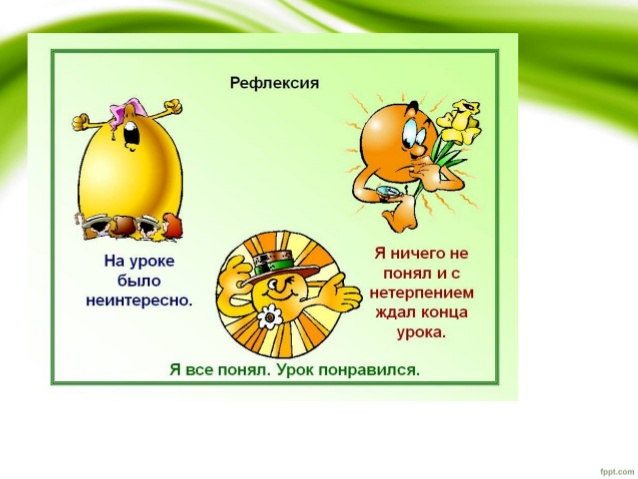 Рефлексия
На уроке
было
неинтересно.
Я ничего не
понял и с
нетерпением
ждал конца
урока.
Я все понял. Урок понравился.
fppt.com